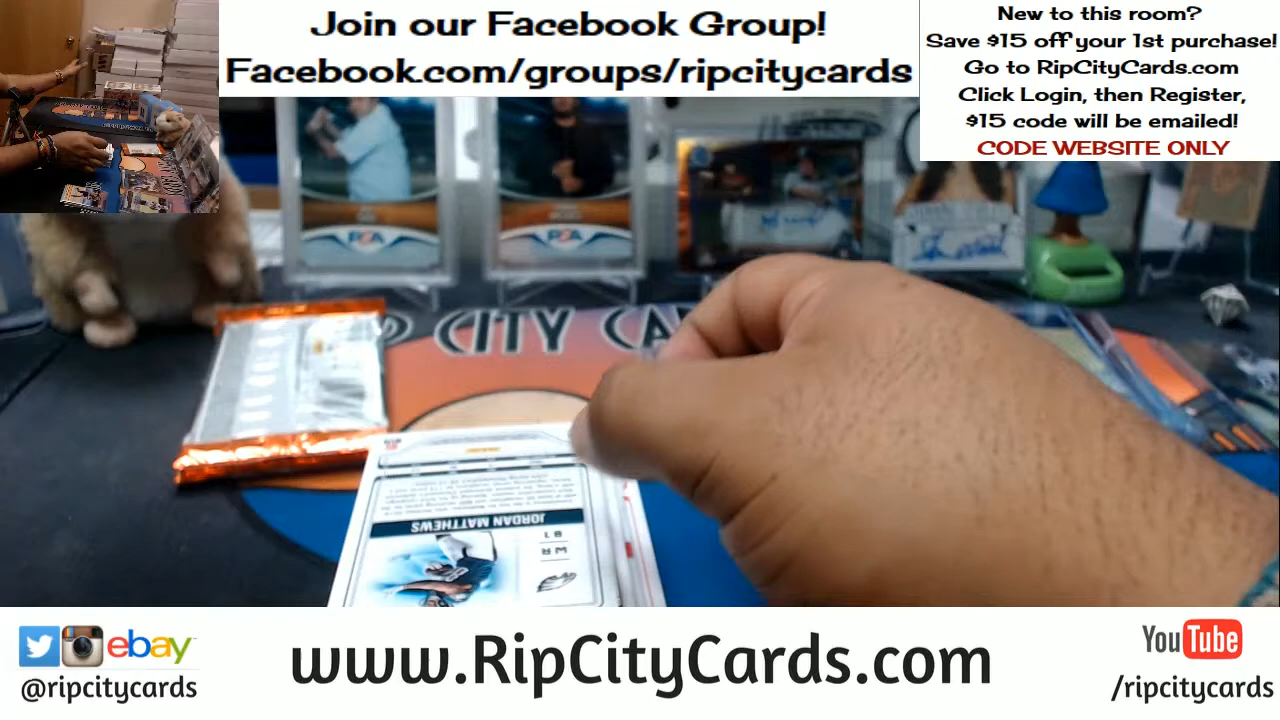 Join our Facebook Group!
Facebook.com/groups/ripcitycards
New to this room?
Save $15 off your 1st purchase!
Go to RipCityCards.com
Click Login, then Register,
$15 code will be emailed!
CODE WEBSITE ONLY
PSA
PSA
CITY
JORDAN MATTHEWS
WR
81
ebay
@ripcitycards
www.RipCityCards.com
YouTube
/ripcitycards